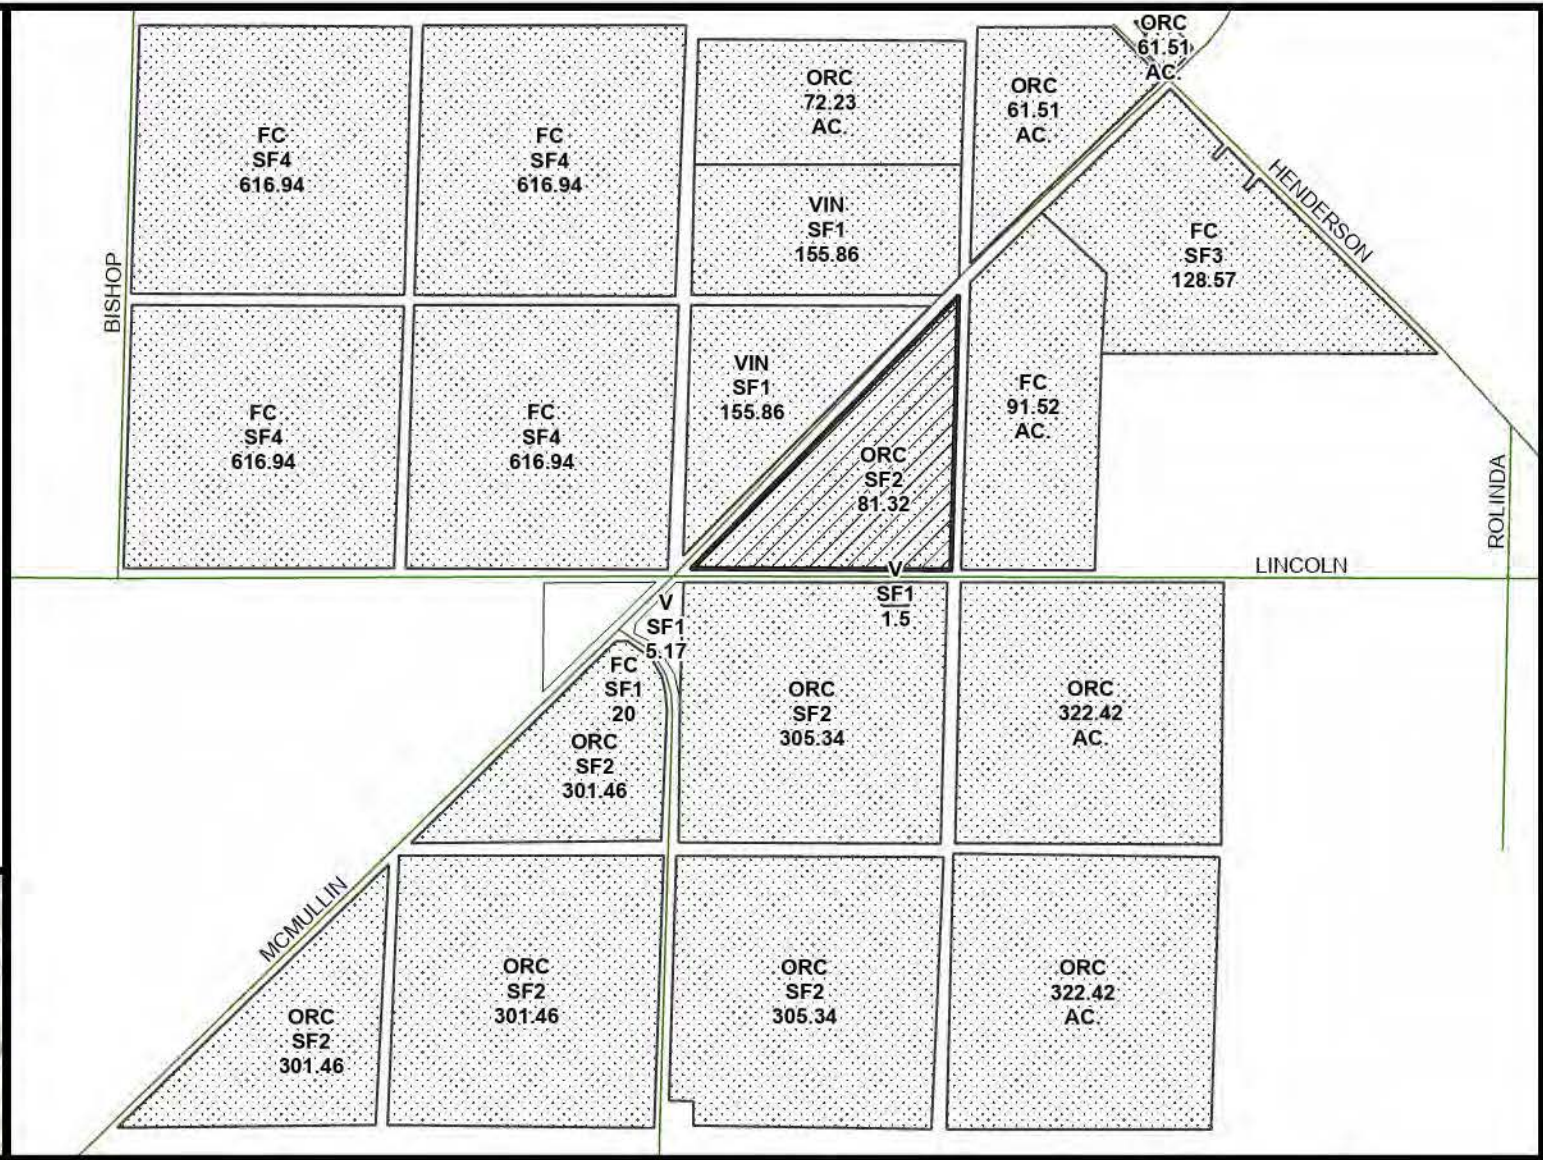 ORC
61.51
AC.
FC
SF4
616.94
FC
SF4
616.94
ORC
72.23
AC.
ORC
61.51
AC.
VIN
SF1
155.86
FC
SF3
128.57
HENDERSON
BISHOP
FC
SF4
616.94
FC
SF4
616.94
VIN
SF1
155.86
ORC
SF2
81.32
FC
91.52
AC.
ROLINDA
LINCOLN
V
SF1
1.5
V
SF1
5.17
FC
SF1
20
ORC
SF2
301.46
ORC
SF2
305.34
ORC
322.42
AC.
MCMULLIN
ORC
SF2
301.46
ORC
SF2
301.46
ORC
SF2
305.34
ORC
322.42
AC.